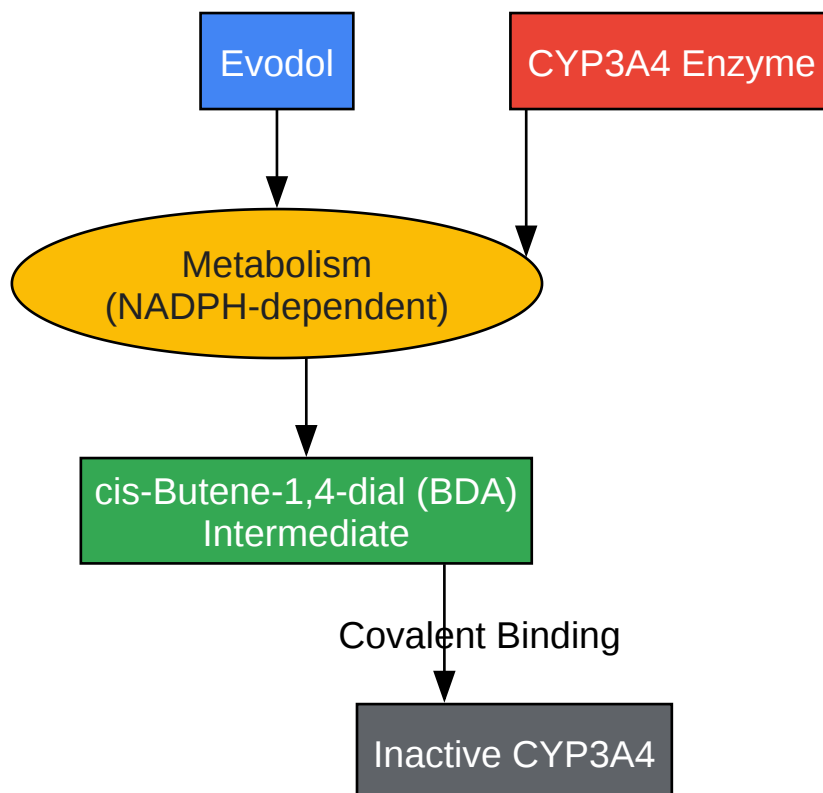 Evodol
CYP3A4 Enzyme
Metabolism
(NADPH-dependent)
cis-Butene-1,4-dial (BDA)
Intermediate
Covalent Binding
Inactive CYP3A4